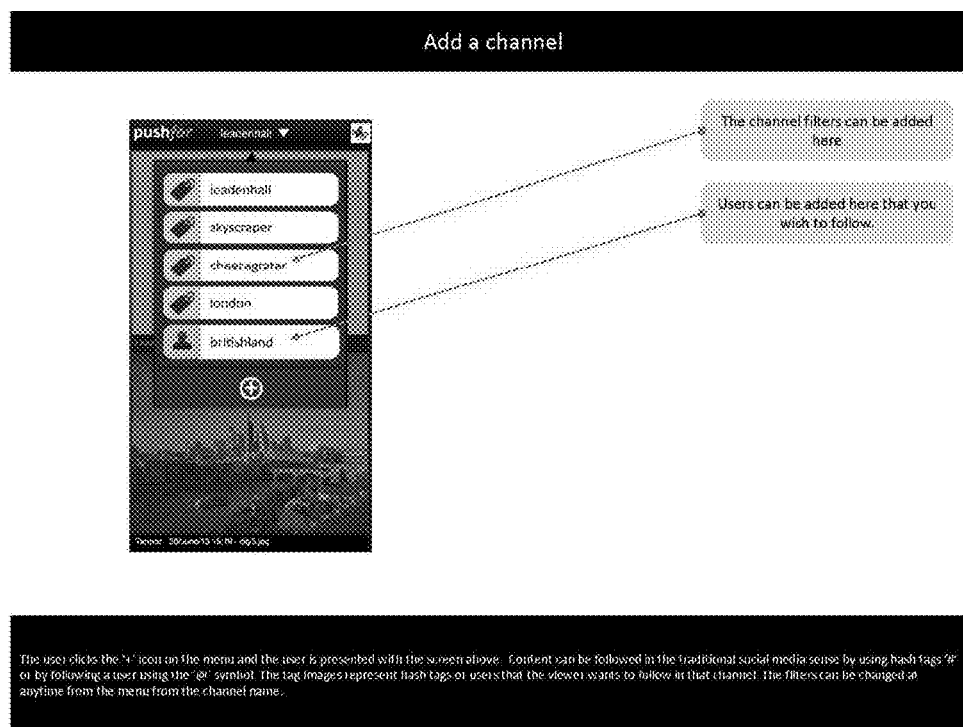 Add a channel
pushfor leadenhall
The channel filters can be added
here
leadenhall
skyscraper
Users can be added here that you
wish to follow.
cheesegrater
london
britishland
The user clicks the '+' icon on the menu and the user is presented with the screen above. Content can be followed in the traditional social media sense by using hash tags '#'
or by following a user using the '@' symbol. The tag images represent hash tags or users that the viewer wants to follow in that channel. The filters can be changed at
anytime from the menu from the channel name.